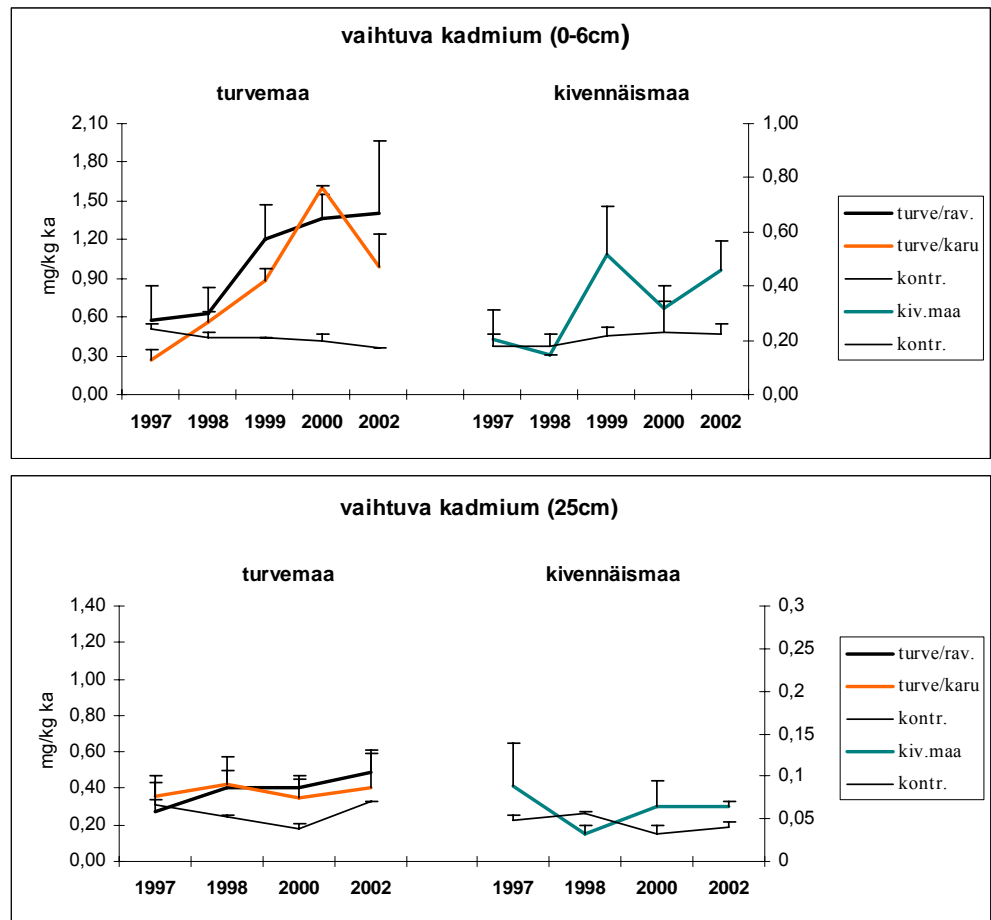 vaihtuva kadmium (0-6cm)
turvemaa kivennäismaa
2,10 1,00
1,80
0,80
1,50
1,20 0,60
0,90
0,40
0,60
0,20
0,30
0,00 0,00
mg/kg ka
1997 1998 1999 2000 2002 1997 1998 1999 2000 2002
turve/rav.
turve/karu
kontr.
kiv.maa
kontr.
vaihtuva kadmium (25cm)
turvemaa kivennäismaa
1,40 0,3
1,20 0,25
1,00
0,2
0,80
0,15
0,60
0,1
0,40
0,20 0,05
0,00 0
mg/kg ka
1997 1998 2000 2002 1997 1998 2000 2002
turve/rav.
turve/karu
kontr.
kiv.maa
kontr.